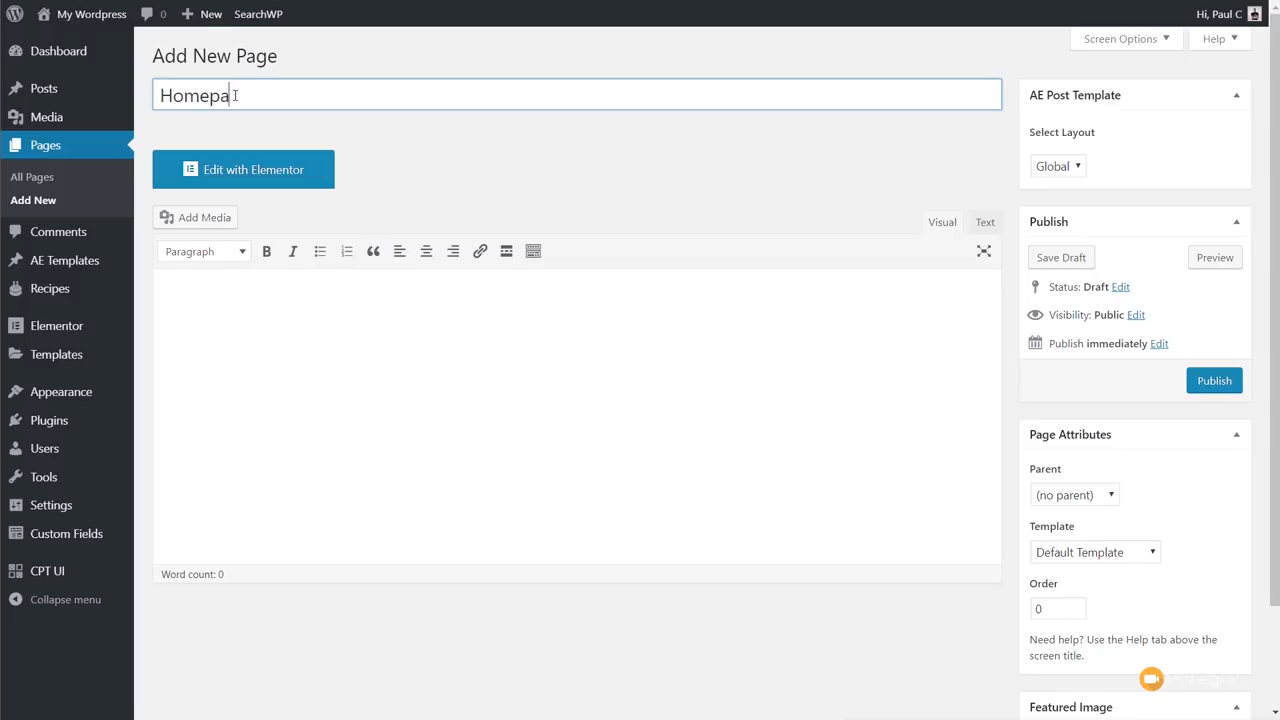 My Wordpress 0 New SearchWP Hi, Paul C
Dashboard
Posts
Media
Pages
All Pages
Add New
Comments
AE Templates
Recipes
Elementor
Templates
Appearance
Plugins
Users
Tools
Settings
Custom Fields
CPT UI
Collapse menu
Screen Options Help
Add New Page
Homepa
Edit with Elementor
Add Media
Visual Text
Paragraph B I
Word count: 0
AE Post Template
Select Layout
Global
Publish
Save Draft Preview
Status: Draft Edit
Visibility: Public Edit
Publish immediately Edit
Publish
Page Attributes
Parent
(no parent)
Template
Default Template
Order
0
Need help? Use the Help tab above the
screen title.
Featured Image